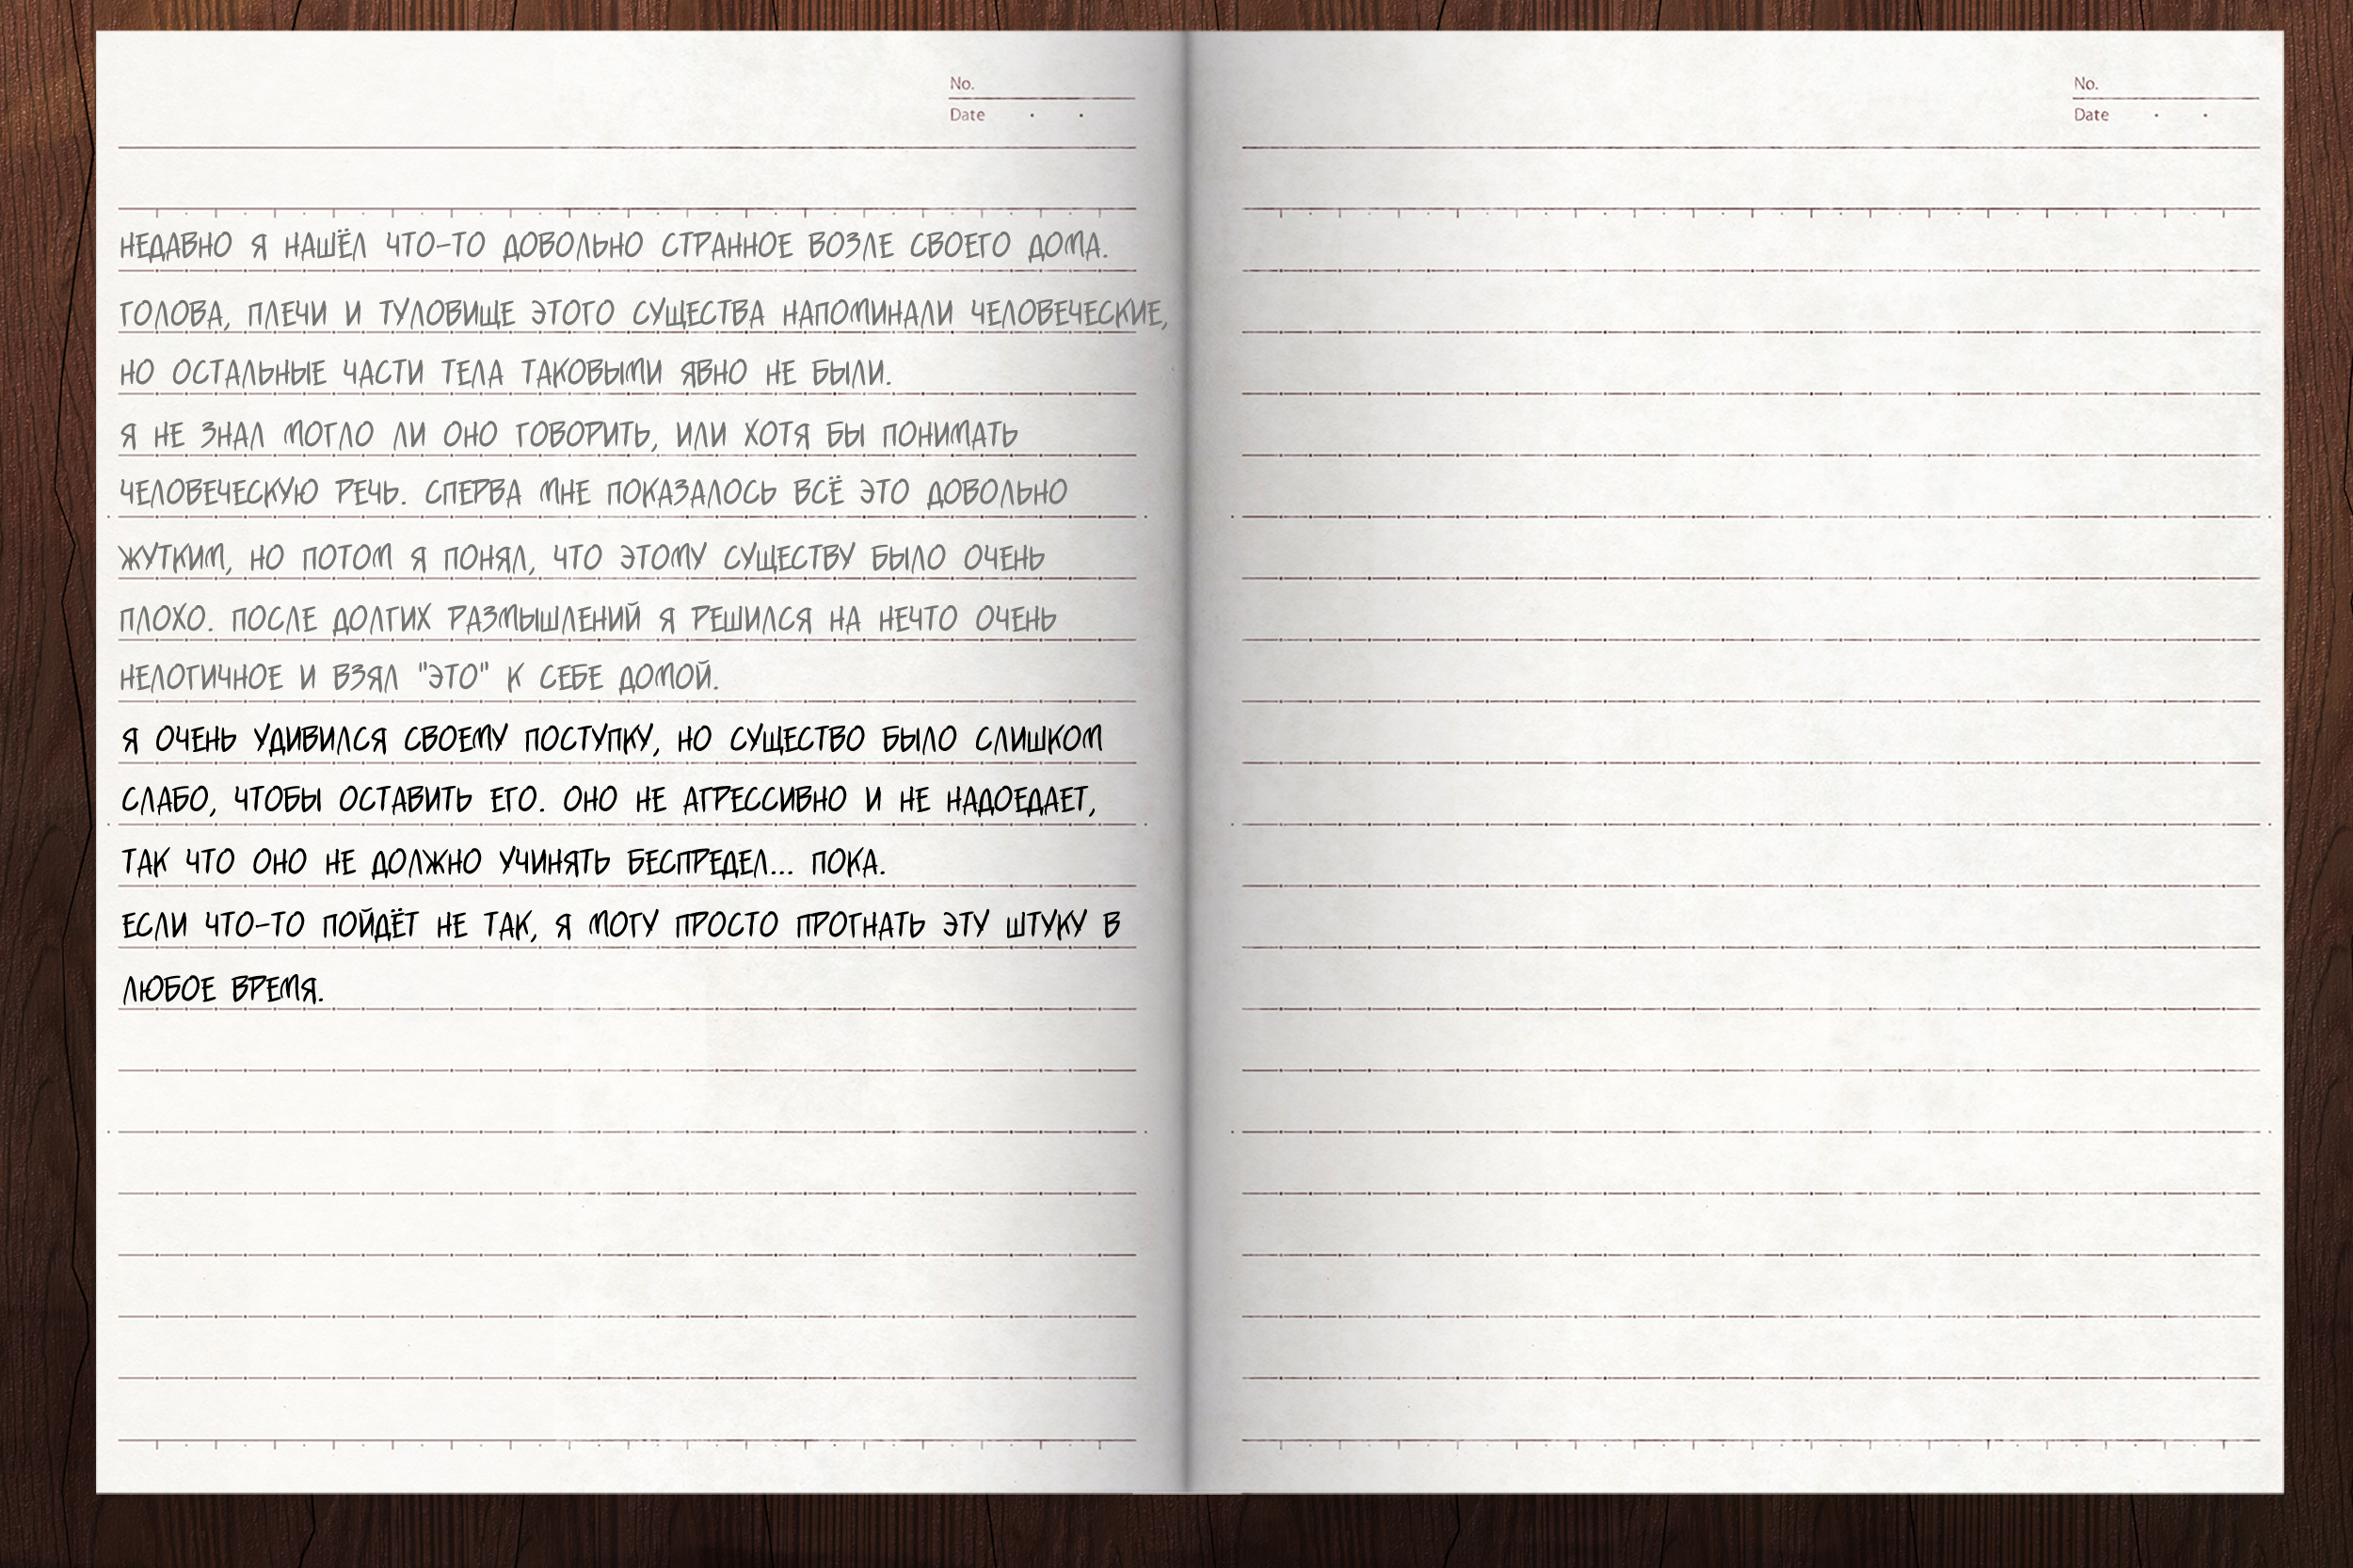 No.
Date . .
НЕДАВНО Я НАШЁЛ ЧТО-ТО ДОВОЛЬНО СТРАННОЕ ВОЗЛЕ СВОЕГО ДОМА.
ГОЛОВА, ПЛЕЧИ И ТУЛОВИЩЕ ЭТОГО СУЩЕСТВА НАПОМИНАЛИ ЧЕЛОВЕЧЕСКИЕ,
НО ОСТАЛЬНЫЕ ЧАСТИ ТЕЛА ТАКОВЫМИ ЯВНО НЕ БЫЛИ.
Я НЕ ЗНАЛ МОГЛО ЛИ ОНО ГОВОРИТЬ, ИЛИ ХОТЯ БЫ ПОНИМАТЬ
ЧЕЛОВЕЧЕСКУЮ РЕЧЬ. СПЕРВА МНЕ ПОКАЗАЛОСЬ ВСЁ ЭТО ДОВОЛЬНО
ЖУТКИМ, НО ПОТОМ Я ПОНЯЛ, ЧТО ЭТОМУ СУЩЕСТВУ БЫЛО ОЧЕНЬ
ПЛОХО. ПОСЛЕ ДОЛГИХ РАЗМЫШЛЕНИЙ Я РЕШИЛСЯ НА НЕЧТО ОЧЕНЬ
НЕЛОГИЧНОЕ И ВЗЯЛ "ЭТО" К СЕБЕ ДОМОЙ.
Я ОЧЕНЬ УДИВИЛСЯ СВОЕМУ ПОСТУПКУ, НО СУЩЕСТВО БЫЛО СЛИШКОМ
СЛАБО, ЧТОБЫ ОСТАВИТЬ ЕГО. ОНО НЕ АГРЕССИВНО И НЕ НАДОЕДАЕТ,
ТАК ЧТО ОНО НЕ ДОЛЖНО УЧИНЯТЬ БЕСПРЕДЕЛ... ПОКА.
ЕСЛИ ЧТО-ТО ПОЙДЁТ НЕ ТАК, Я МОГУ ПРОСТО ПРОГНАТЬ ЭТУ ШТУКУ В
ЛЮБОЕ ВРЕМЯ.
No.
Date . .